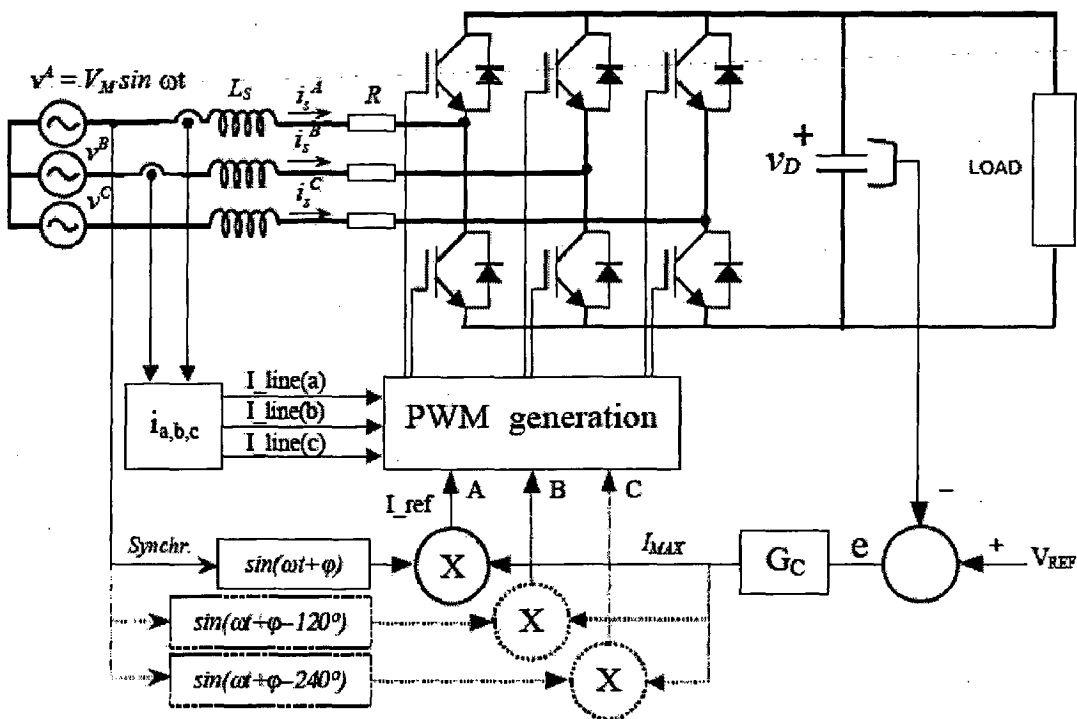 v^A = V_M sin ωt
L_S
i_s^A
R
v^B
i_s^B
v^C
i_s^C
+
v_D
LOAD
i_a,b,c
I_line(a)
I_line(b)
I_line(c)
PWM generation
I_ref
A
B
C
−
Synchr.
sin(ωt+φ)
X
I_MAX
G_C
e
+
V_REF
sin(ωt+φ−120°)
X
sin(ωt+φ−240°)
X